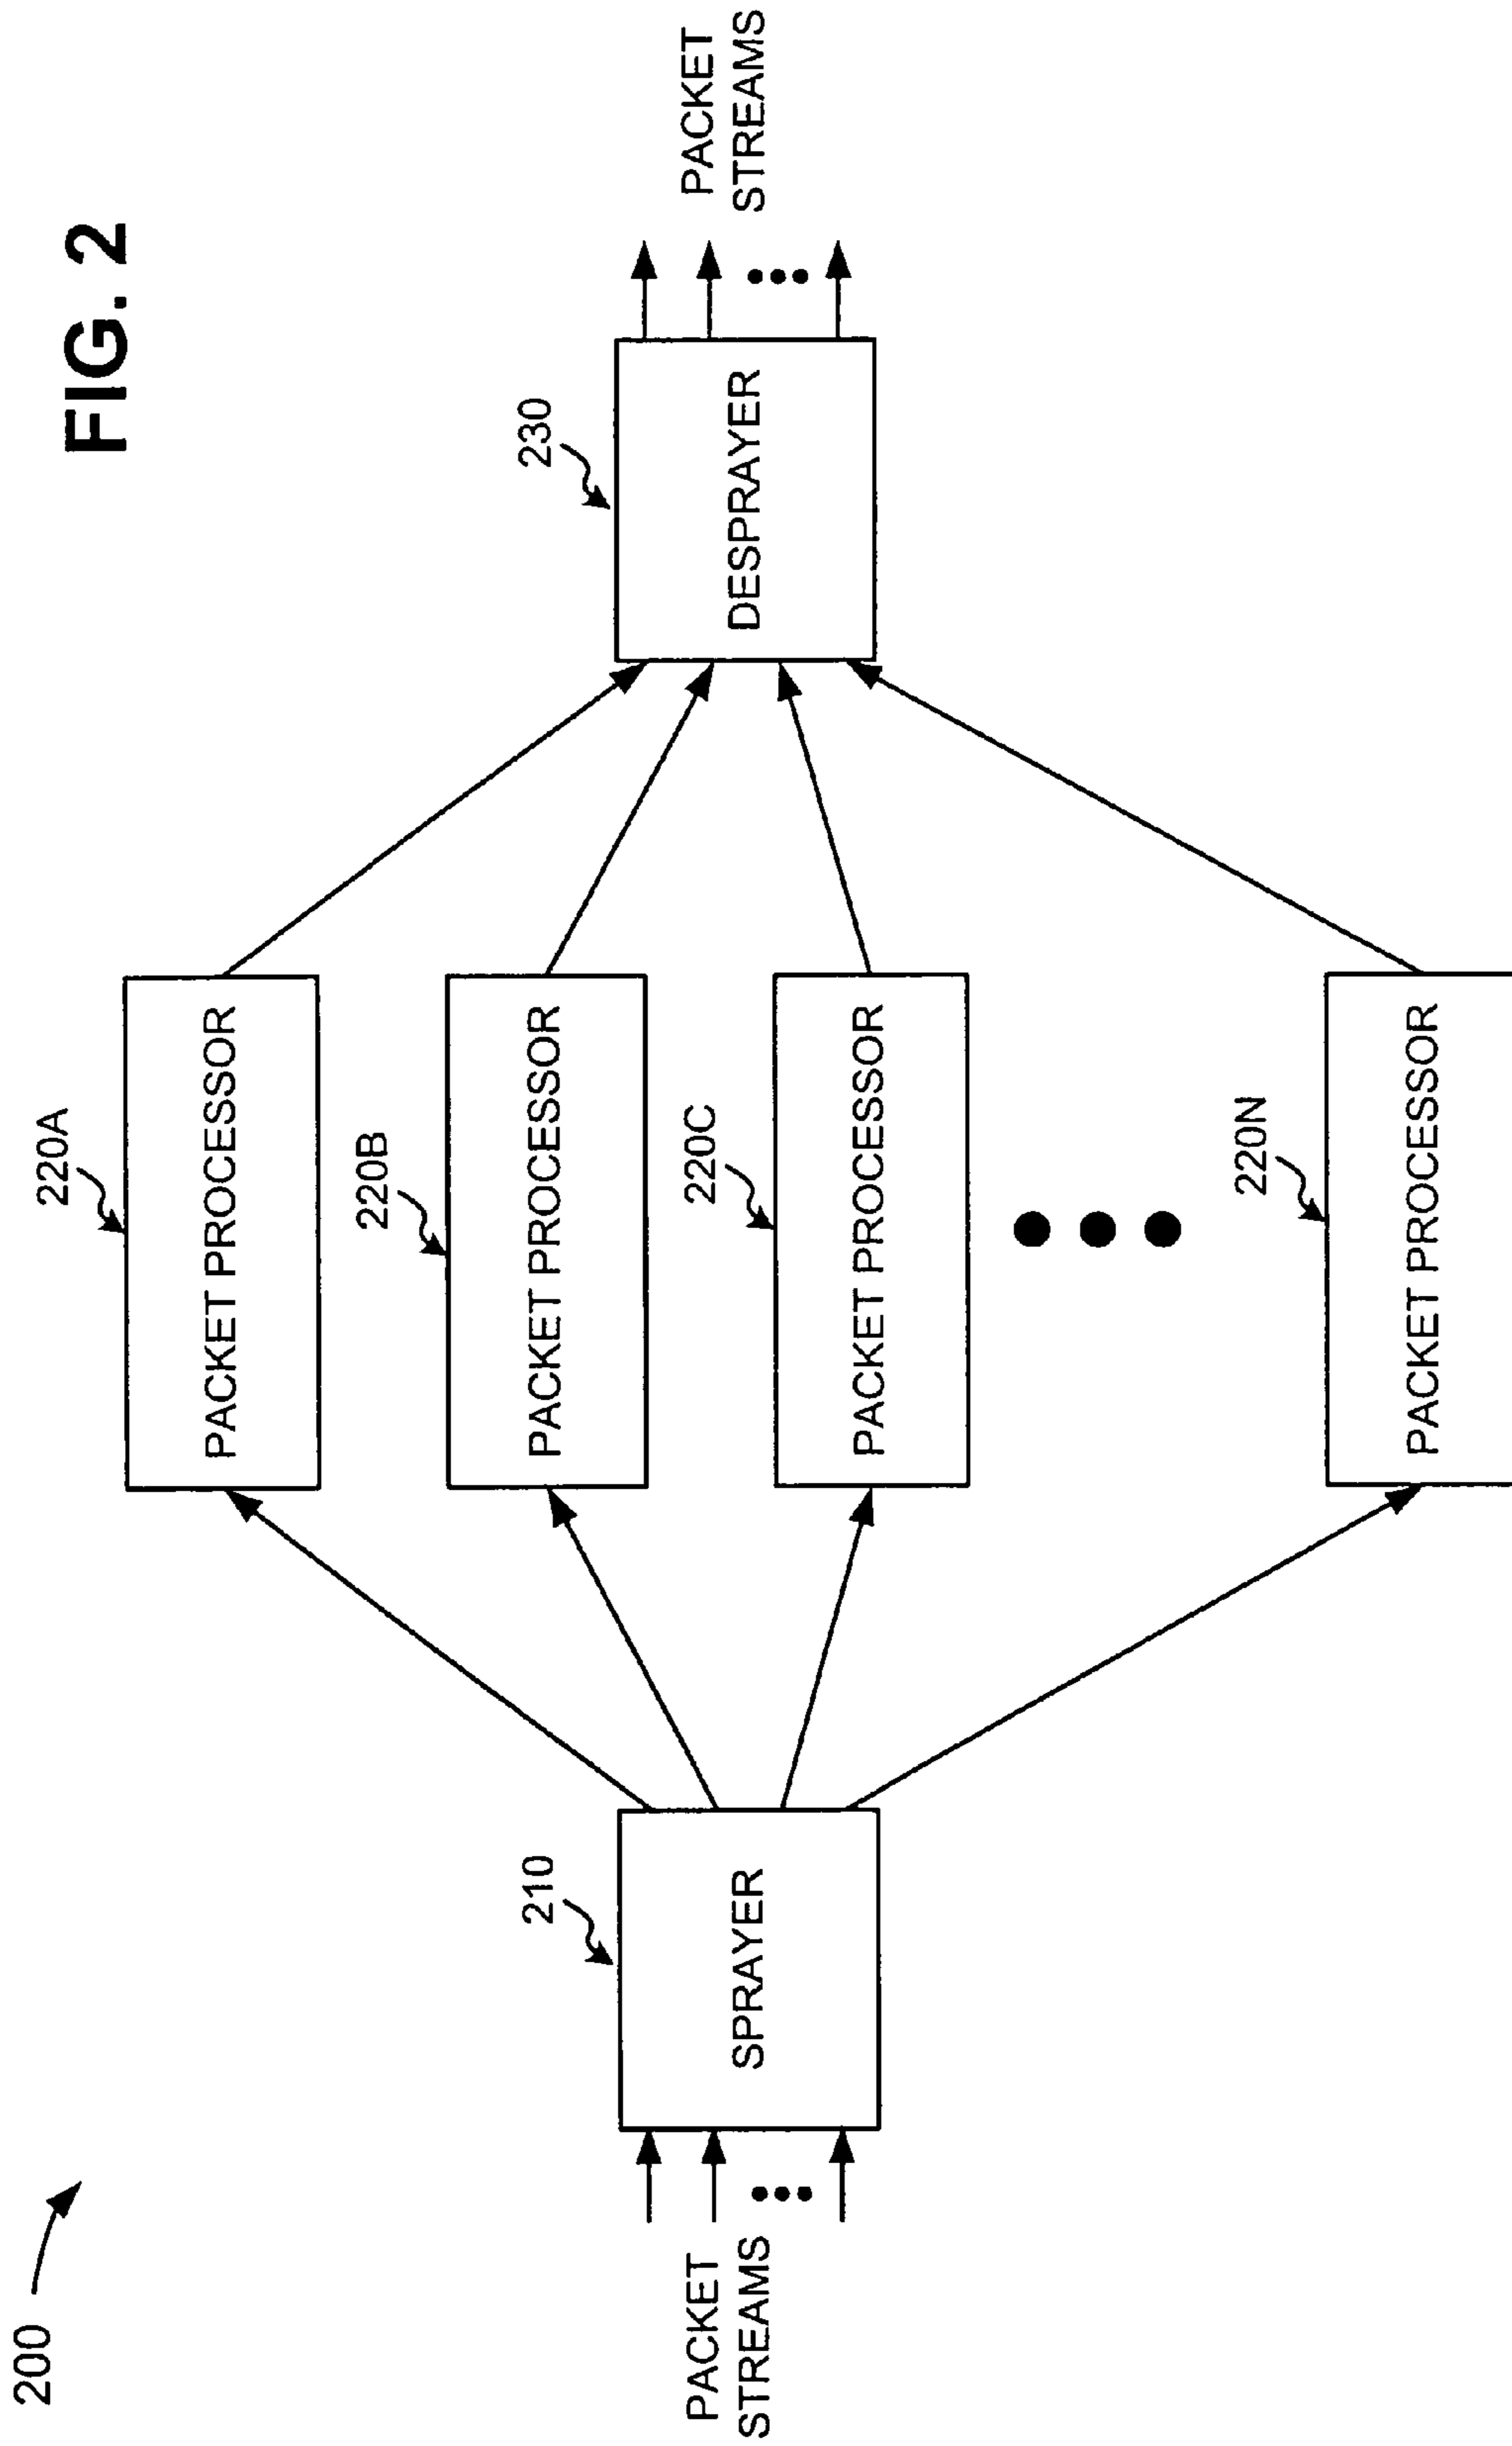 FIG. 2
200
PACKET
STREAMS
210
SPRAYER
220A
PACKET PROCESSOR
220B
PACKET PROCESSOR
220C
PACKET PROCESSOR
220N
PACKET PROCESSOR
230
DESPRAYER
PACKET
STREAMS